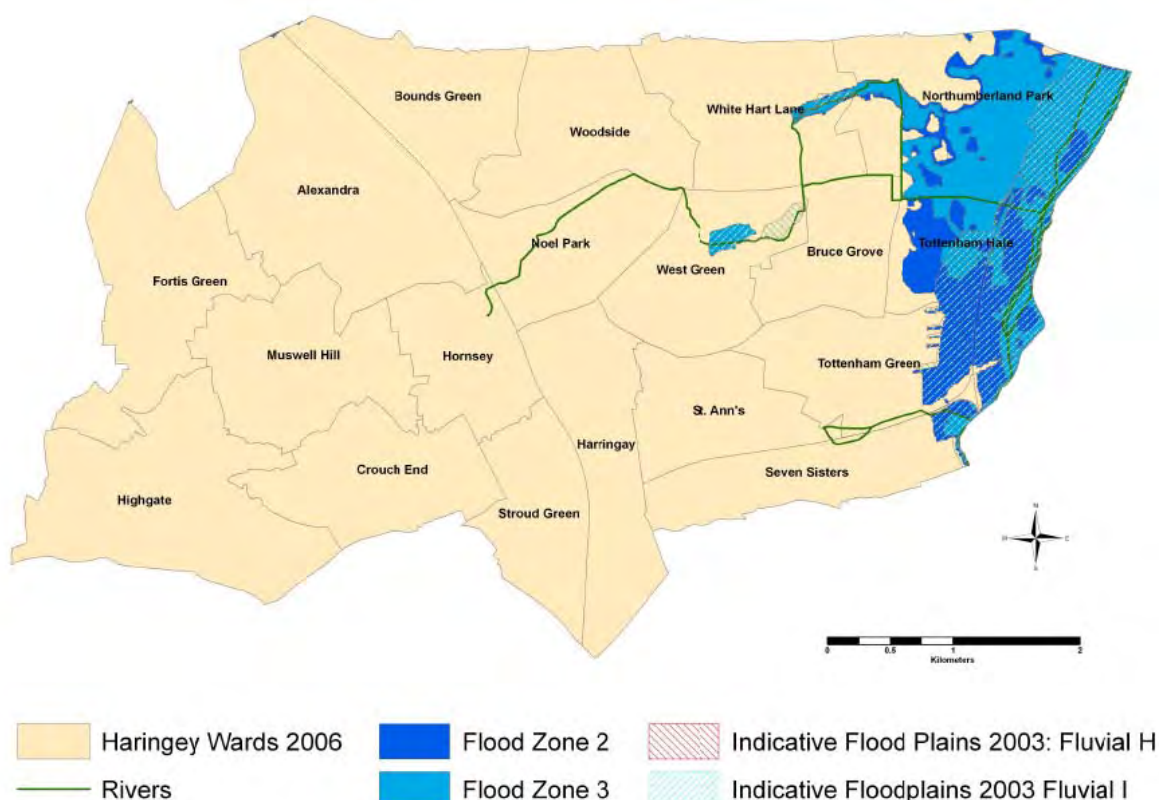 Bounds Green
White Hart Lane
Northumberland Park
Woodside
Alexandra
Noel Park
Tottenham Hale
Bruce Grove
West Green
Fortis Green
Muswell Hill
Hornsey
Tottenham Green
St. Ann's
Harringay
Crouch End
Seven Sisters
Highgate
Stroud Green
N
E
S
0
0.5
1
2
Kilometers
Haringey Wards 2006
Flood Zone 2
Indicative Flood Plains 2003: Fluvial H
Rivers
Flood Zone 3
Indicative Floodplains 2003 Fluvial I